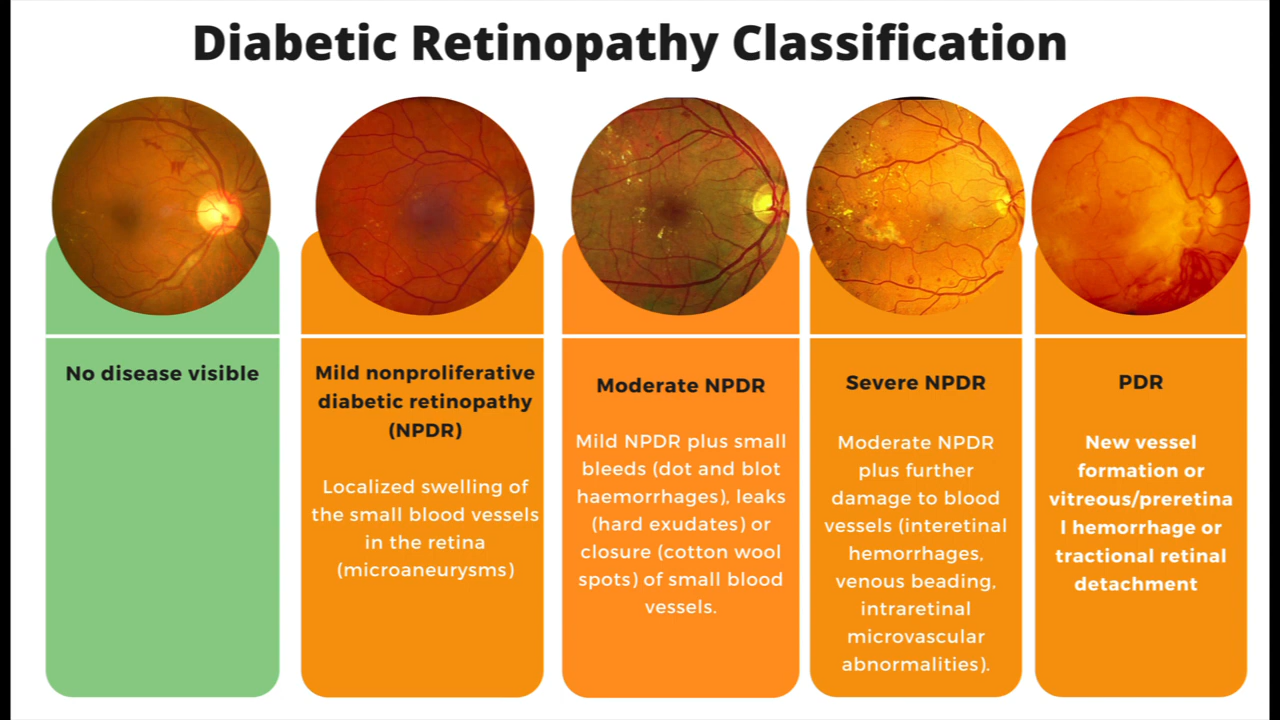 Diabetic Retinopathy Classification
No disease visible
Mild nonproliferative
diabetic retinopathy
(NPDR)
Localized swelling of
the small blood vessels
in the retina
(microaneurysms)
Moderate NPDR
Mild NPDR plus small
bleeds (dot and blot
haemorrhages), leaks
(hard exudates) or
closure (cotton wool
spots) of small blood
vessels.
Severe NPDR
Moderate NPDR
plus further
damage to blood
vessels (interetinal
hemorrhages,
venous beading,
intraretinal
microvascular
abnormalities).
PDR
New vessel
formation or
vitreous/preretina
l hemorrhage or
tractional retinal
detachment